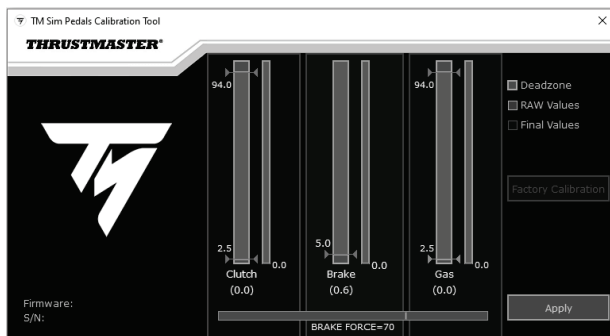 TM Sim Pedals Calibration Tool
THRUSTMASTER®
94.0
94.0
Deadzone
RAW Values
Final Values
Factory Calibration
2.5
5.0
2.5
0.0
0.0
0.0
Clutch
Brake
Gas
(0.0)
(0.6)
(0.0)
Firmware:
S/N:
Apply
BRAKE FORCE=70